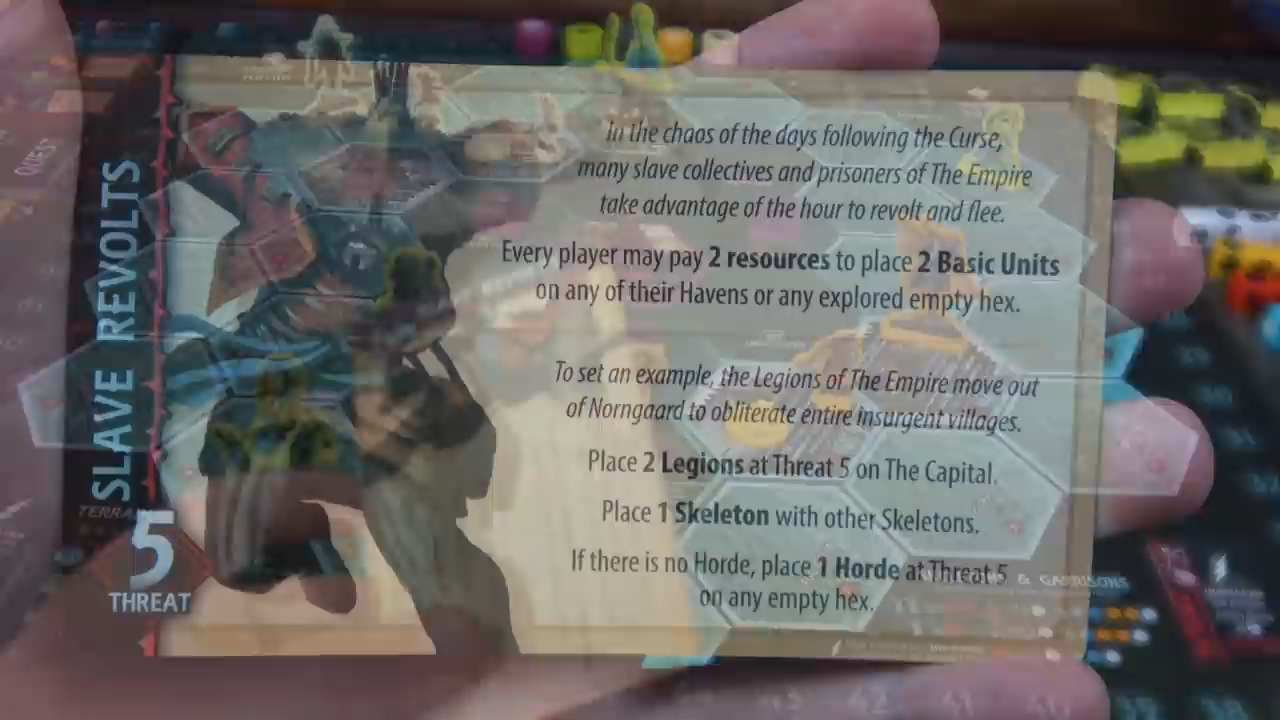 SLAVE REVOLTS
In the chaos of the days following the Curse,
many slave collectives and prisoners of The Empire
take advantage of the hour to revolt and flee.
Every player may pay 2 resources to place 2 Basic Units
on any of their Havens or any explored empty hex.
To set an example, the Legions of The Empire move out
of Norngaard to obliterate entire insurgent villages.
Place 2 Legions at Threat 5 on The Capital.
Place 1 Skeleton with other Skeletons.
If there is no Horde, place 1 Horde at Threat 5
on any empty hex.
TERRAIN
5
THREAT
& GARRISONS
42 41 40